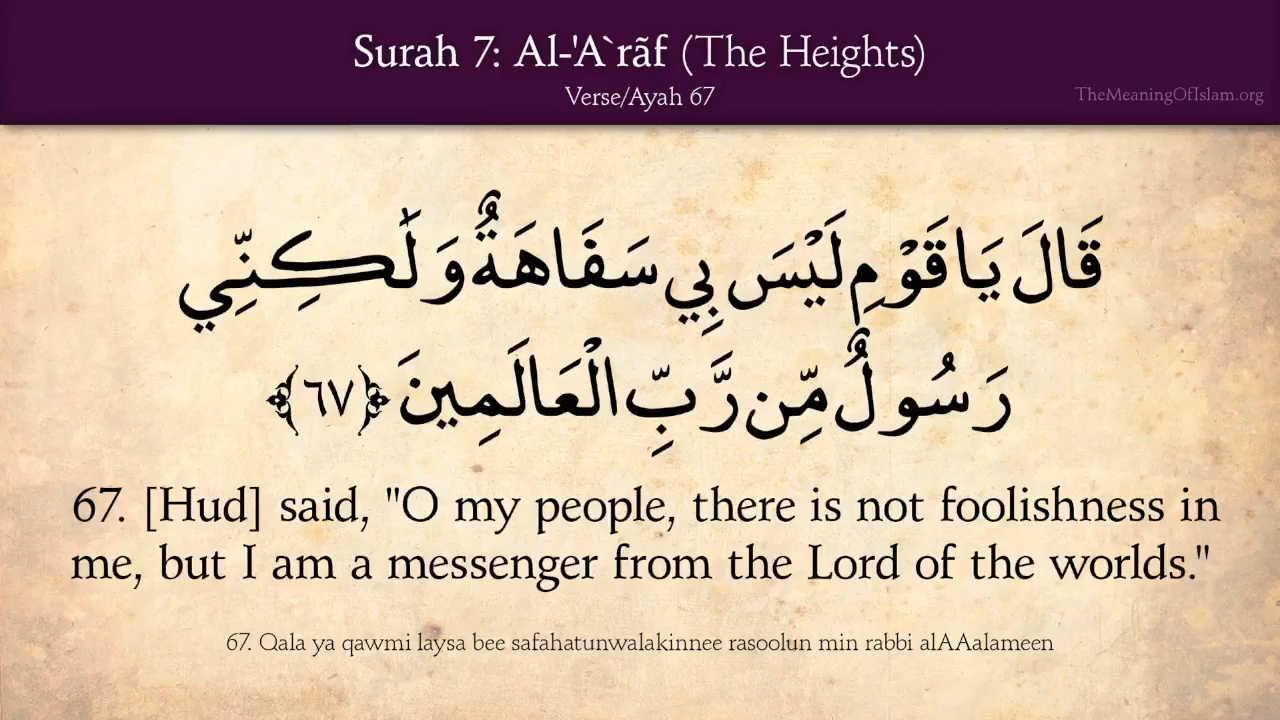 Surah 7: Al-'A`rãf (The Heights)
Verse/Ayah 67
TheMeaningOfIslam.org
قَالَ يَا قَوْمِ لَيْسَ بِي سَفَاهَةٌ وَلَٰكِنِّي
رَسُولٌ مِّن رَّبِّ الْعَالَمِينَ ﴿٦٧﴾
67. [Hud] said, "O my people, there is not foolishness in
me, but I am a messenger from the Lord of the worlds."
67. Qala ya qawmi laysa bee safahatunwalakinnee rasoolun min rabbi alAAalameen